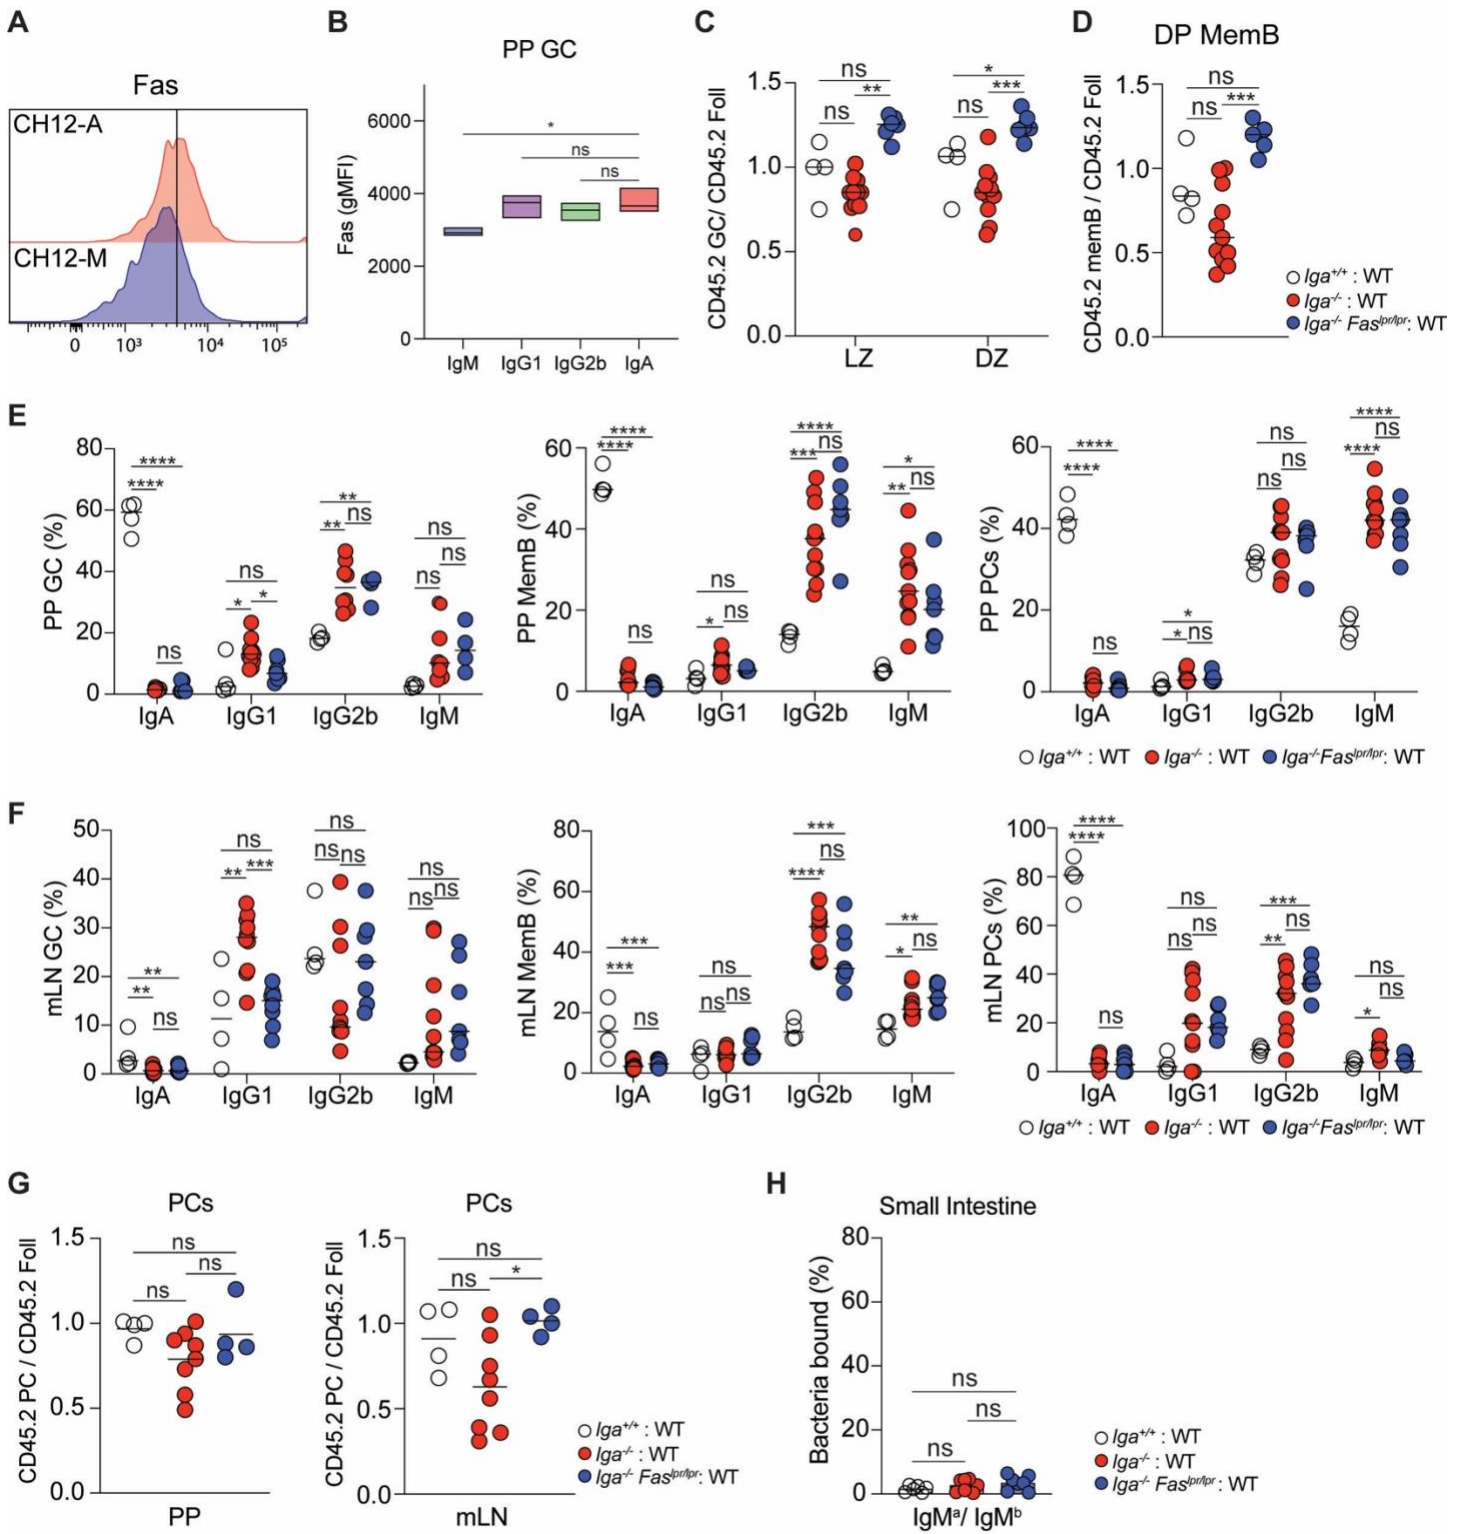 A
Fas
CH12-A
CH12-M
0 10³ 10⁴ 10⁵
B
PP GC
Fas (gMFI)
6000
4000
2000
0
*
ns
ns
IgM IgG1 IgG2b IgA
C
CD45.2 GC/ CD45.2 Foll
1.5
1.0
0.5
0.0
ns
**
ns
*
***
ns
LZ DZ
D
DP MemB
CD45.2 memB / CD45.2 Foll
1.5
1.0
0.5
0.0
ns
***
ns
Iga+/+ : WT
Iga-/- : WT
Iga-/- Faslpr/lpr: WT
E
PP GC (%)
80
60
40
20
0
****
****
ns
ns
* *
**
** ns
ns
ns
ns
IgA IgG1 IgG2b IgM
PP MemB (%)
60
40
20
0
****
****
ns
ns
* ns
****
*** ns
*
** ns
IgA IgG1 IgG2b IgM
PP PCs (%)
60
40
20
0
****
****
ns
*
* ns
ns
ns
ns
****
ns
****
IgA IgG1 IgG2b IgM
Iga+/+ : WT Iga-/- : WT Iga-/-Faslpr/lpr: WT
F
mLN GC (%)
50
40
30
20
10
0
**
**
ns
ns
** ***
ns
ns ns
ns
ns ns
IgA IgG1 IgG2b IgM
mLN MemB (%)
80
60
40
20
0
***
***
ns
ns
ns ns
***
ns
****
**
* ns
IgA IgG1 IgG2b IgM
mLN PCs (%)
100
80
60
40
20
0
****
****
ns
ns
ns
ns
***
ns
**
ns
ns
*
IgA IgG1 IgG2b IgM
Iga+/+ : WT Iga-/- : WT Iga-/-Faslpr/lpr: WT
G
PCs
CD45.2 PC / CD45.2 Foll
1.5
1.0
0.5
0.0
ns
ns
ns
PP
PCs
CD45.2 PC / CD45.2 Foll
1.5
1.0
0.5
0.0
ns
ns *
mLN
Iga+/+ : WT
Iga-/- : WT
Iga-/- Faslpr/lpr: WT
H
Small Intestine
Bacteria bound (%)
80
60
40
20
0
ns
ns
ns
IgMᵃ/ IgMᵇ
Iga+/+ : WT
Iga-/- : WT
Iga-/- Faslpr/lpr: WT